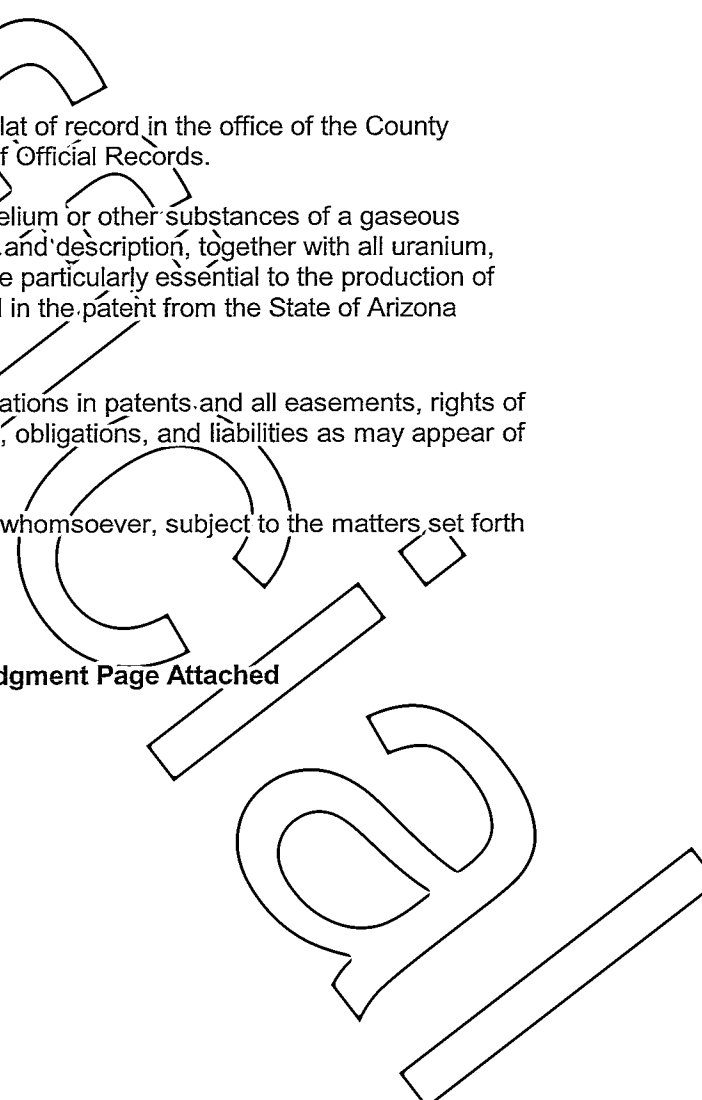 lat of record in the office of the County
f Official Records.
elium or other substances of a gaseous
and description, together with all uranium,
e particularly essential to the production of
l in the patent from the State of Arizona
ations in patents and all easements, rights of
, obligations, and liabilities as may appear of
whomsoever, subject to the matters set forth
dgment Page Attached
cial